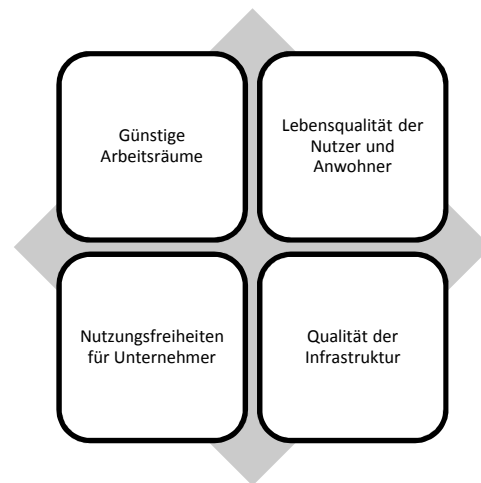 Günstige
Arbeitsräume
Lebensqualität der
Nutzer und
Anwohner
Nutzungsfreiheiten
für Unternehmer
Qualität der
Infrastruktur